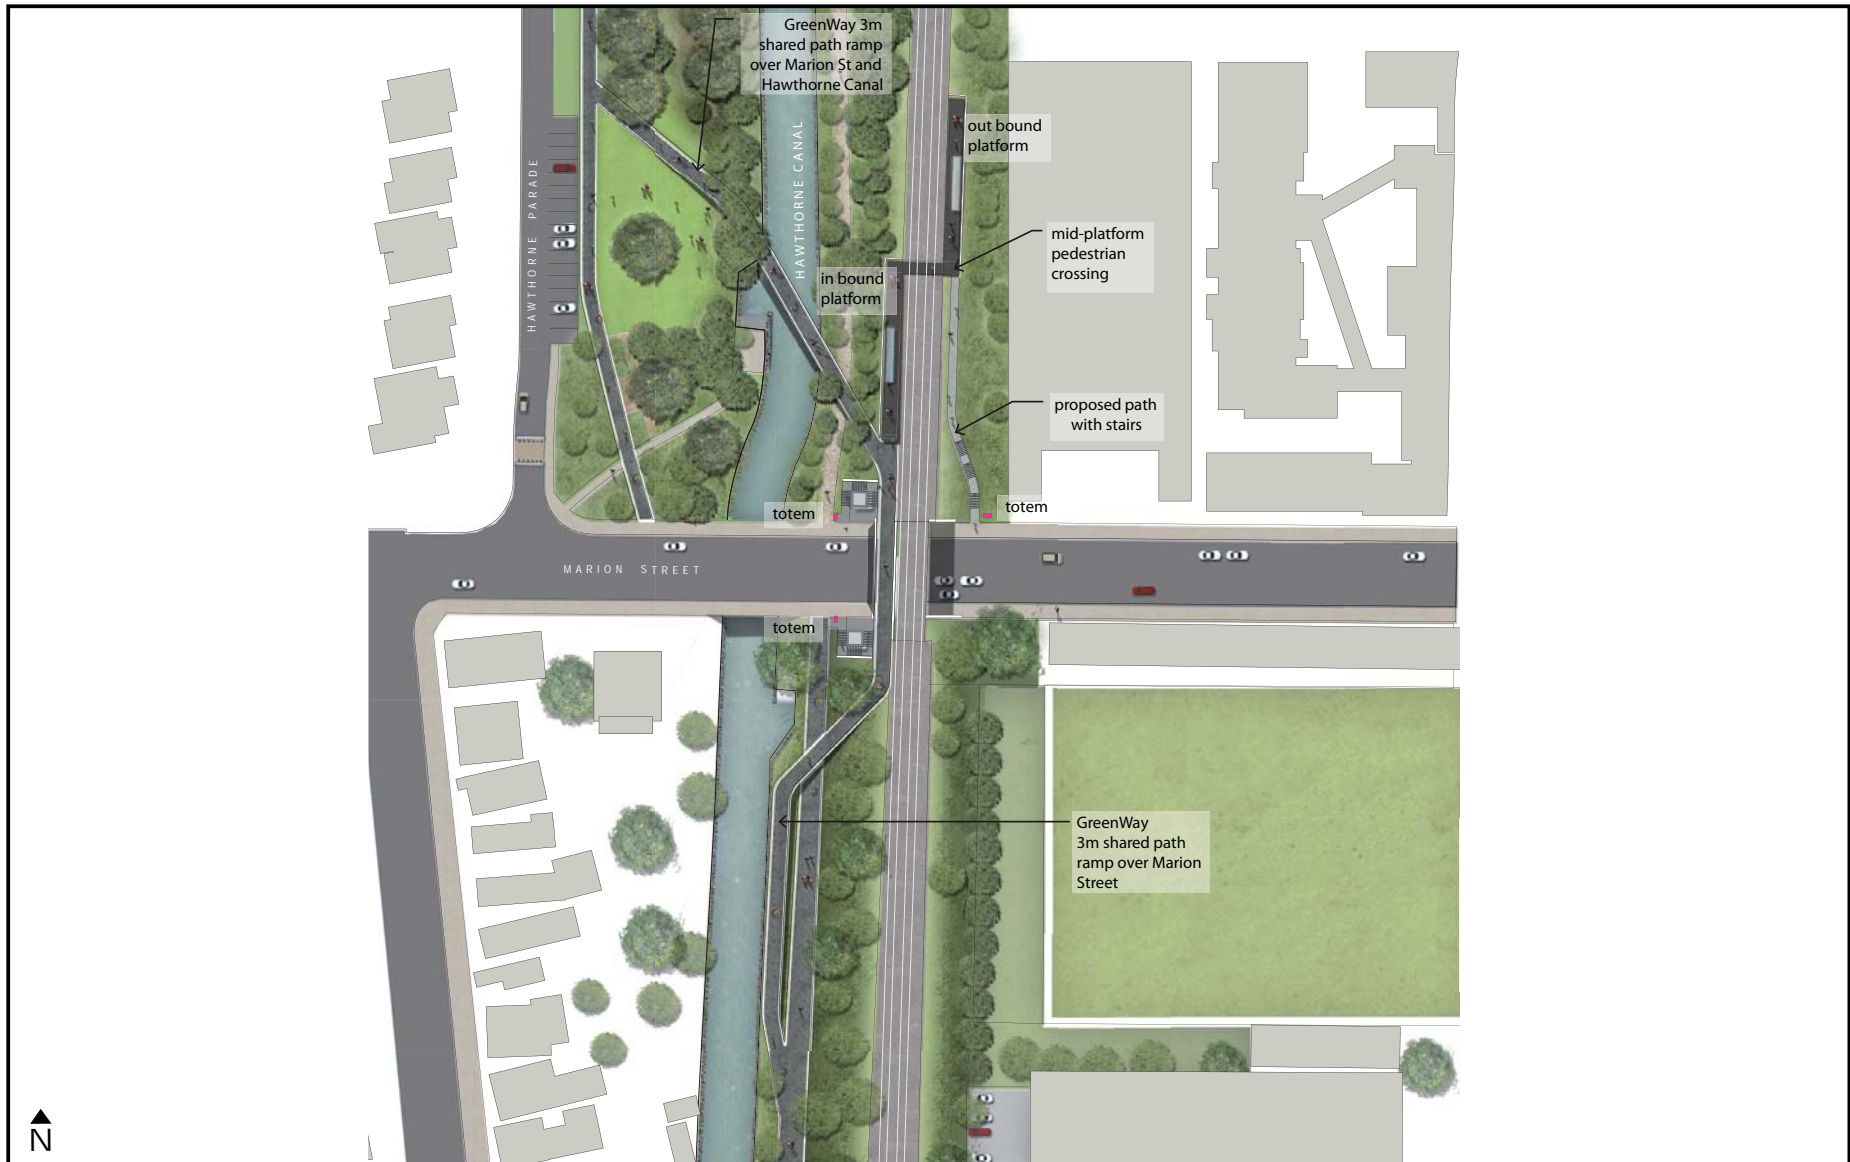 GreenWay 3m
shared path ramp
over Marion St and
Hawthorne Canal
HAWTHORNE PARADE
HAWTHORNE CANAL
out bound
platform
mid-platform
pedestrian
crossing
in bound
platform
proposed path
with stairs
totem
totem
MARION STREET
totem
GreenWay
3m shared path
ramp over Marion
Street
N